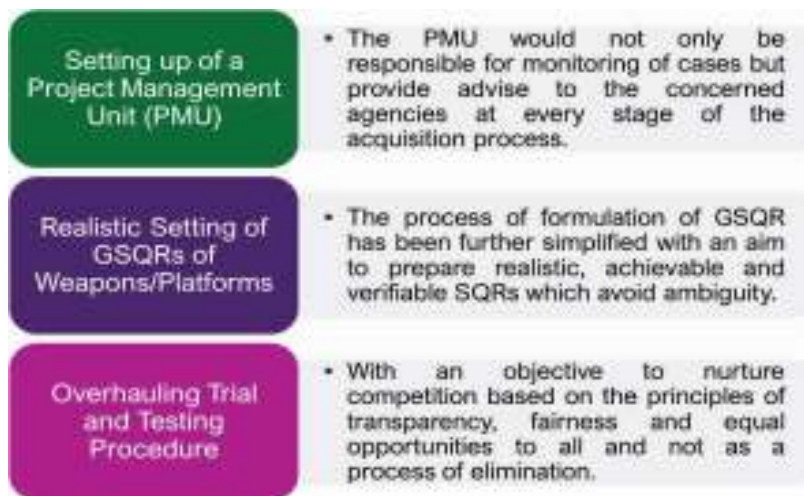 Setting up of a
Project Management
Unit (PMU)
• The PMU would not only be
responsible for monitoring of cases but
provide advise to the concerned
agencies at every stage of the
acquisition process.
Realistic Setting of
GSQRs of
Weapons/Platforms
• The process of formulation of GSQR
has been further simplified with an aim
to prepare realistic, achievable and
verifiable SQRs which avoid ambiguity.
Overhauling Trial
and Testing
Procedure
• With an objective to nurture
competition based on the principles of
transparency, fairness and equal
opportunities to all and not as a
process of elimination.